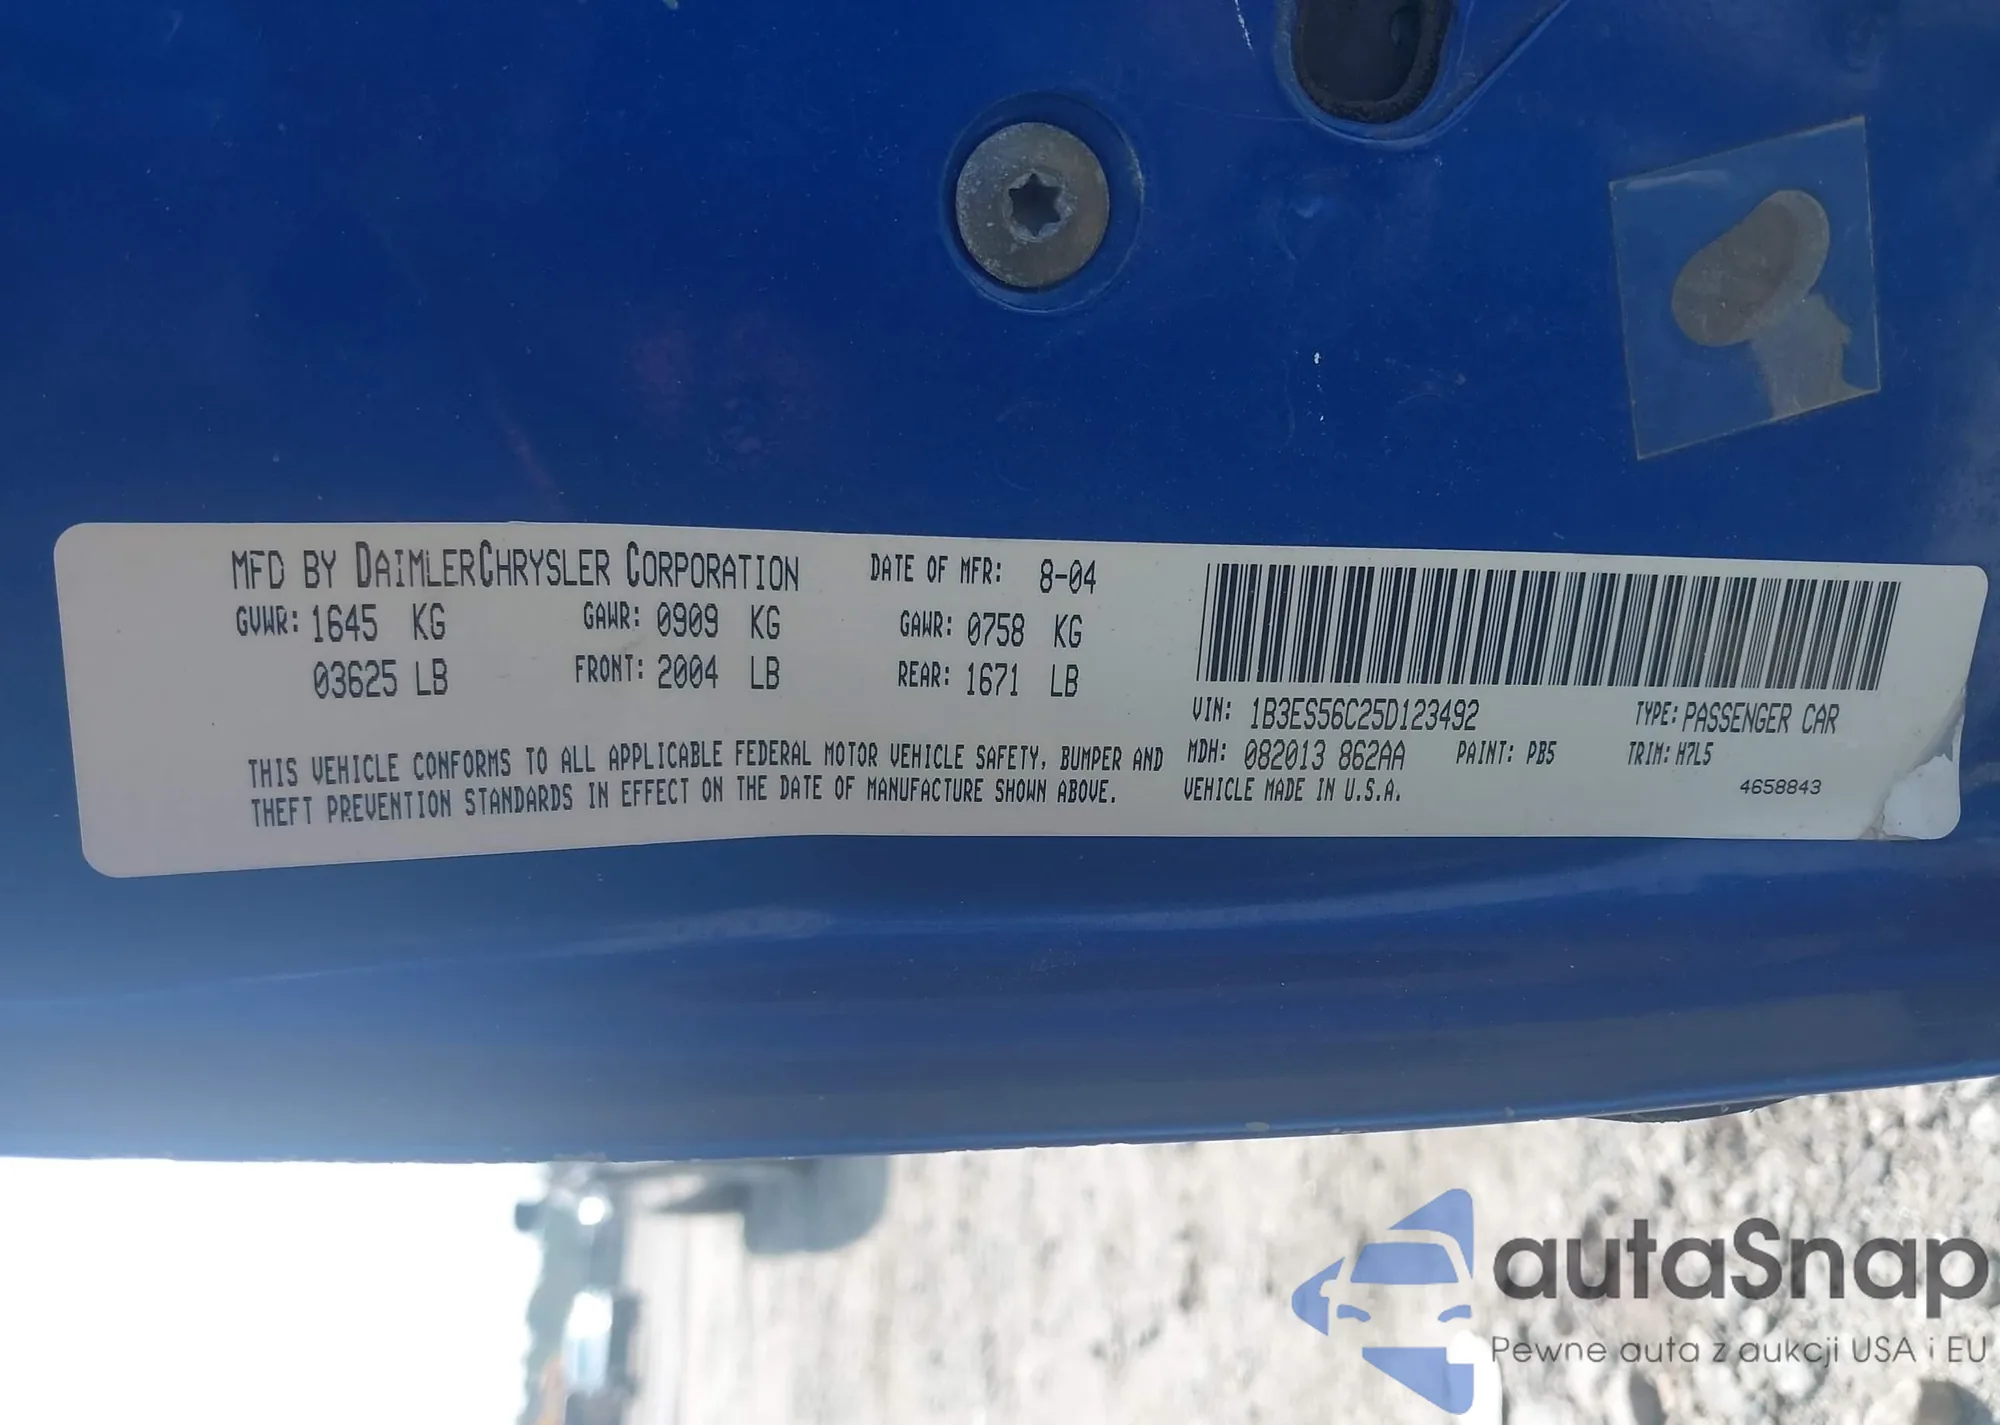 MFD BY DAIMLERCHRYSLER CORPORATION DATE OF MFR: 8-04
GVWR: 1645 KG GAWR: 0909 KG GAWR: 0758 KG
03625 LB FRONT: 2004 LB REAR: 1671 LB
THIS VEHICLE CONFORMS TO ALL APPLICABLE FEDERAL MOTOR VEHICLE SAFETY, BUMPER AND
THEFT PREVENTION STANDARDS IN EFFECT ON THE DATE OF MANUFACTURE SHOWN ABOVE.
VIN: 1B3ES56C25D123492 TYPE: PASSENGER CAR
MDH: 082013 862AA PAINT: PB5 TRIM: H7L5
VEHICLE MADE IN U.S.A. 4658843
autaSnap
Pewne auta z aukcji USA i EU